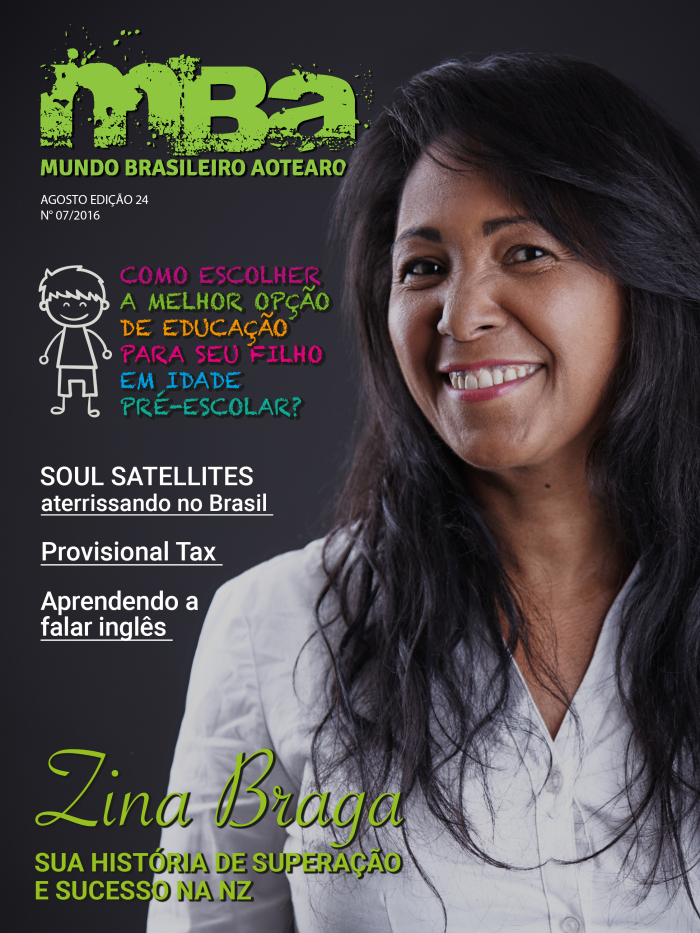 mBa
MUNDO BRASILEIRO AOTEARO
AGOSTO EDIÇÃO 24
N° 07/2016
COMO ESCOLHER
A MELHOR OPÇÃO
DE EDUCAÇÃO
PARA SEU FILHO
EM IDADE
PRÉ-ESCOLAR?
SOUL SATELLITES
aterrissando no Brasil
Provisional Tax
Aprendendo a
falar inglês
Zina Braga
SUA HISTÓRIA DE SUPERAÇÃO
E SUCESSO NA NZ